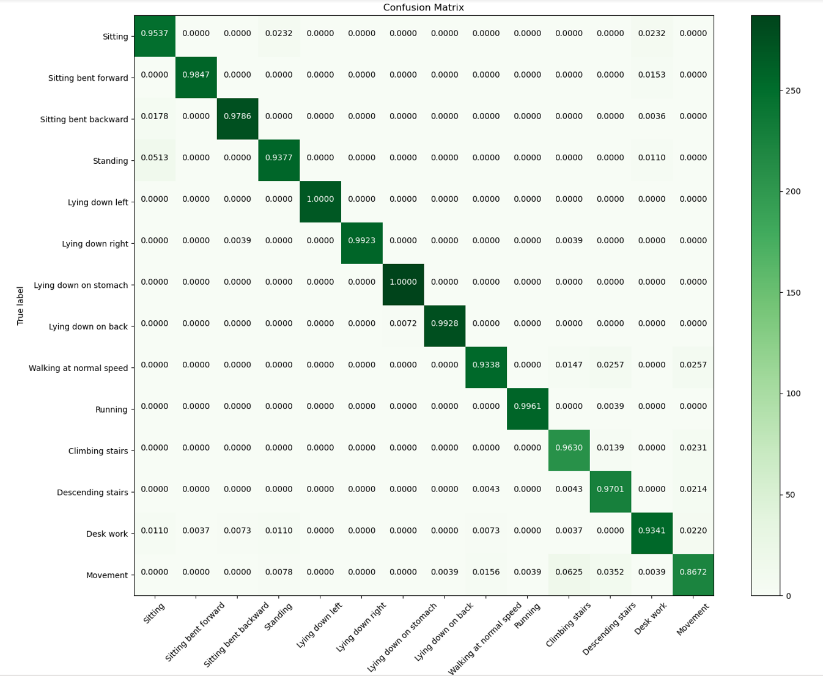 Confusion Matrix
Sitting 0.9537 0.0000 0.0000 0.0232 0.0000 0.0000 0.0000 0.0000 0.0000 0.0000 0.0000 0.0000 0.0232 0.0000
Sitting bent forward 0.0000 0.9847 0.0000 0.0000 0.0000 0.0000 0.0000 0.0000 0.0000 0.0000 0.0000 0.0000 0.0153 0.0000
250
Sitting bent backward 0.0178 0.0000 0.9786 0.0000 0.0000 0.0000 0.0000 0.0000 0.0000 0.0000 0.0000 0.0000 0.0036 0.0000
Standing 0.0513 0.0000 0.0000 0.9377 0.0000 0.0000 0.0000 0.0000 0.0000 0.0000 0.0000 0.0000 0.0110 0.0000
200
Lying down left 0.0000 0.0000 0.0000 0.0000 1.0000 0.0000 0.0000 0.0000 0.0000 0.0000 0.0000 0.0000 0.0000 0.0000
Lying down right 0.0000 0.0000 0.0039 0.0000 0.0000 0.9923 0.0000 0.0000 0.0000 0.0000 0.0039 0.0000 0.0000 0.0000
Lying down on stomach 0.0000 0.0000 0.0000 0.0000 0.0000 0.0000 1.0000 0.0000 0.0000 0.0000 0.0000 0.0000 0.0000 0.0000
150
True label
Lying down on back 0.0000 0.0000 0.0000 0.0000 0.0000 0.0000 0.0072 0.9928 0.0000 0.0000 0.0000 0.0000 0.0000 0.0000
Walking at normal speed 0.0000 0.0000 0.0000 0.0000 0.0000 0.0000 0.0000 0.0000 0.9338 0.0000 0.0147 0.0257 0.0000 0.0257
100
Running 0.0000 0.0000 0.0000 0.0000 0.0000 0.0000 0.0000 0.0000 0.0000 0.9961 0.0000 0.0039 0.0000 0.0000
Climbing stairs 0.0000 0.0000 0.0000 0.0000 0.0000 0.0000 0.0000 0.0000 0.0000 0.0000 0.9630 0.0139 0.0000 0.0231
Descending stairs 0.0000 0.0000 0.0000 0.0000 0.0000 0.0000 0.0000 0.0000 0.0043 0.0000 0.0043 0.9701 0.0000 0.0214
50
Desk work 0.0110 0.0037 0.0073 0.0110 0.0000 0.0000 0.0000 0.0000 0.0073 0.0000 0.0037 0.0000 0.9341 0.0220
Movement 0.0000 0.0000 0.0000 0.0078 0.0000 0.0000 0.0000 0.0039 0.0156 0.0039 0.0625 0.0352 0.0039 0.8672
0
Sitting
Sitting bent forward
Sitting bent backward
Standing
Lying down left
Lying down right
Lying down on stomach
Lying down on back
Walking at normal speed
Running
Climbing stairs
Descending stairs
Desk work
Movement